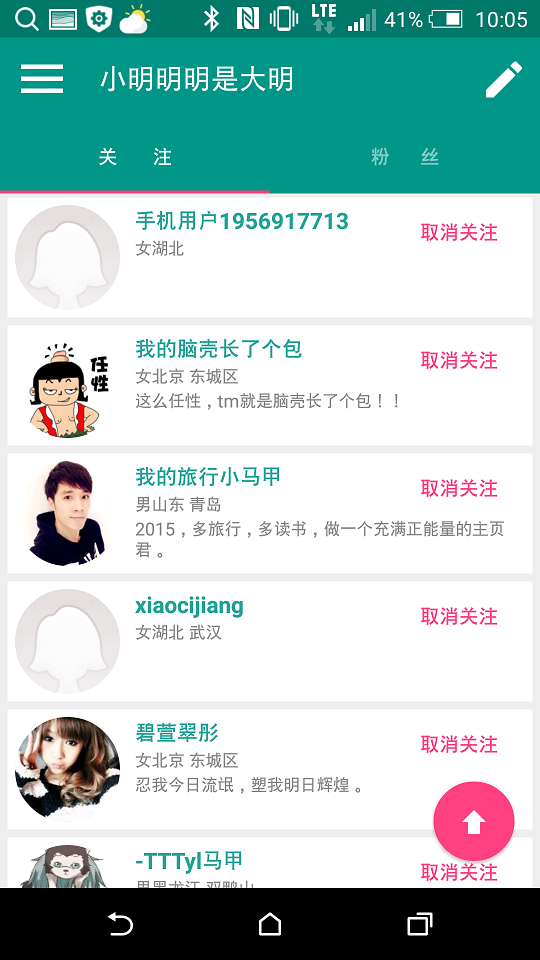 LTE 41% 10:05
小明明明是大明
关 注 粉 丝
手机用户1956917713
取消关注
女湖北
我的脑壳长了个包
取消关注
女北京 东城区
任性
这么任性，tm就是脑壳长了个包！！
我的旅行小马甲
取消关注
男山东 青岛
2015，多旅行，多读书，做一个充满正能量的主页
君。
xiaocijiang
取消关注
女湖北 武汉
碧萱翠彤
取消关注
女北京 东城区
忍我今日流氓，塑我明日辉煌。
-TTTyl马甲
取消关注
男黑龙江 双鸭山